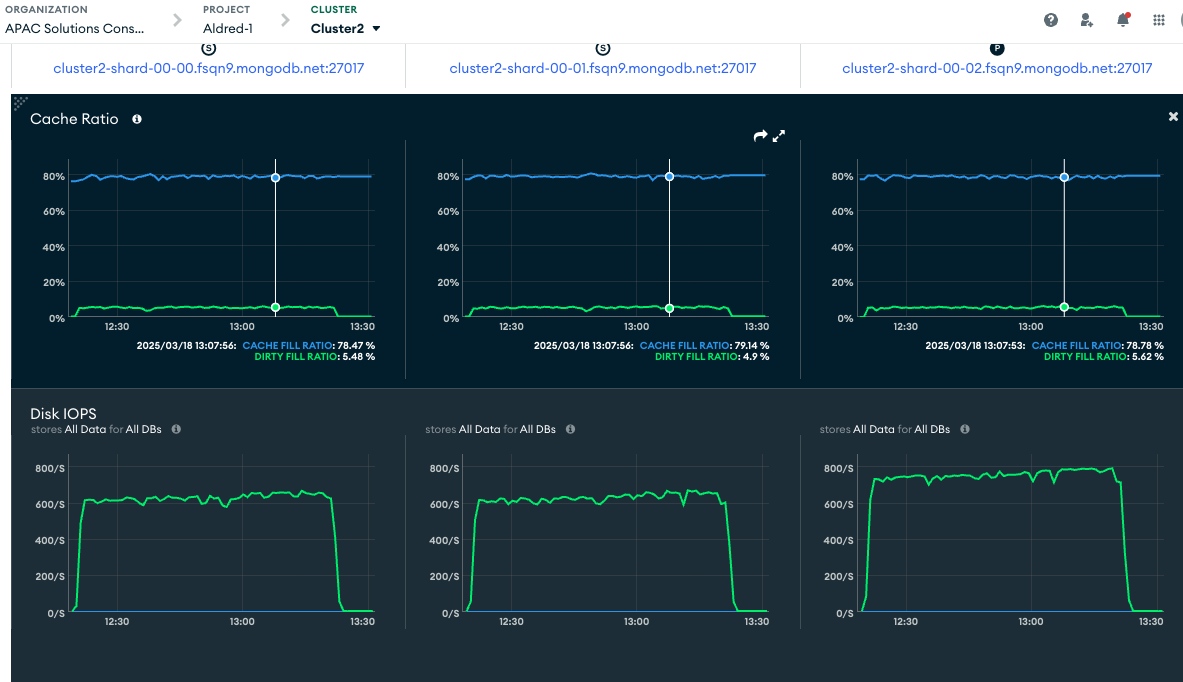 ORGANIZATION
APAC Solutions Cons...
PROJECT
Aldred-1
CLUSTER
Cluster2
S
cluster2-shard-00-00.fsqn9.mongodb.net:27017
S
cluster2-shard-00-01.fsqn9.mongodb.net:27017
P
cluster2-shard-00-02.fsqn9.mongodb.net:27017
Cache Ratio
80%
60%
40%
20%
0%
12:30 13:00 13:30
2025/03/18 13:07:56: CACHE FILL RATIO: 78.47 %
DIRTY FILL RATIO: 5.48 %
80%
60%
40%
20%
0%
12:30 13:00 13:30
2025/03/18 13:07:56: CACHE FILL RATIO: 79.14 %
DIRTY FILL RATIO: 4.9 %
80%
60%
40%
20%
0%
12:30 13:00 13:30
2025/03/18 13:07:53: CACHE FILL RATIO: 78.78 %
DIRTY FILL RATIO: 5.62 %
Disk IOPS
stores All Data for All DBs
800/S
600/S
400/S
200/S
0/S
12:30 13:00 13:30
stores All Data for All DBs
800/S
600/S
400/S
200/S
0/S
12:30 13:00 13:30
stores All Data for All DBs
800/S
600/S
400/S
200/S
0/S
12:30 13:00 13:30